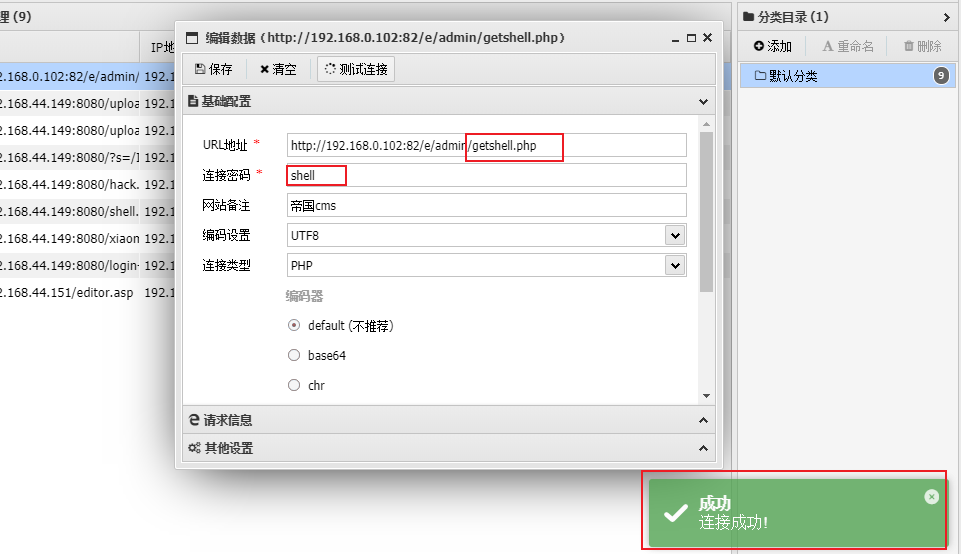 理 (9)
IP地
2.168.0.102:82/e/admin/ 192.
2.168.44.149:8080/uploa 192.1
2.168.44.149:8080/uploa 192.1
2.168.44.149:8080/?s=/I 192.1
2.168.44.149:8080/hack. 192.1
2.168.44.149:8080/shell. 192.1
2.168.44.149:8080/xiaom 192.1
2.168.44.149:8080/login- 192.1
2.168.44.151/editor.asp 192.1
编辑数据 (http://192.168.0.102:82/e/admin/getshell.php)
保存 清空 测试连接
基础配置
URL地址 * http://192.168.0.102:82/e/admin/getshell.php
连接密码 * shell
网站备注 帝国cms
编码设置 UTF8
连接类型 PHP
编码器
default (不推荐)
base64
chr
请求信息
其他设置
分类目录 (1)
添加 重命名 删除
默认分类 9
成功
连接成功!